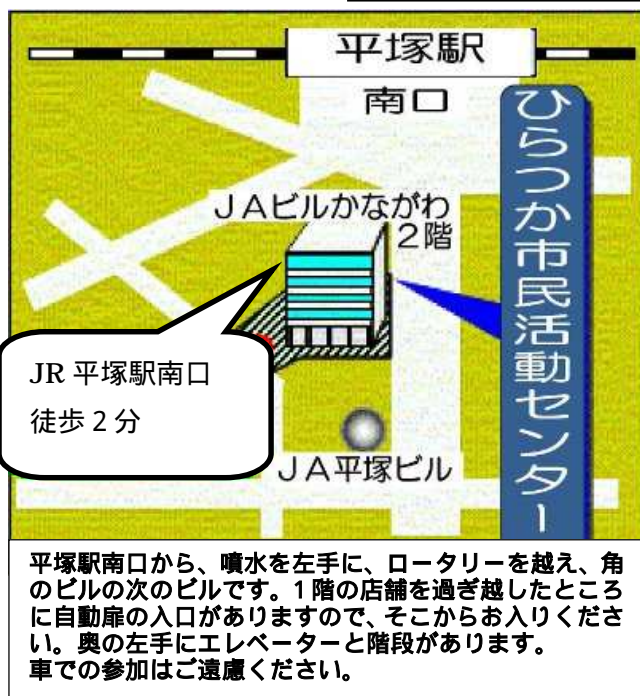 平塚駅
南口
ひらつか市民活動センター
JAビルかながわ
2階
JR 平塚駅南口
徒歩 2 分
JA平塚ビル
平塚駅南口から、噴水を左手に、ロータリーを越え、角
のビルの次のビルです。1階の店舗を過ぎ越したところ
に自動扉の入口がありますので、そこからお入りくださ
い。奥の左手にエレベーターと階段があります。
車での参加はご遠慮ください。